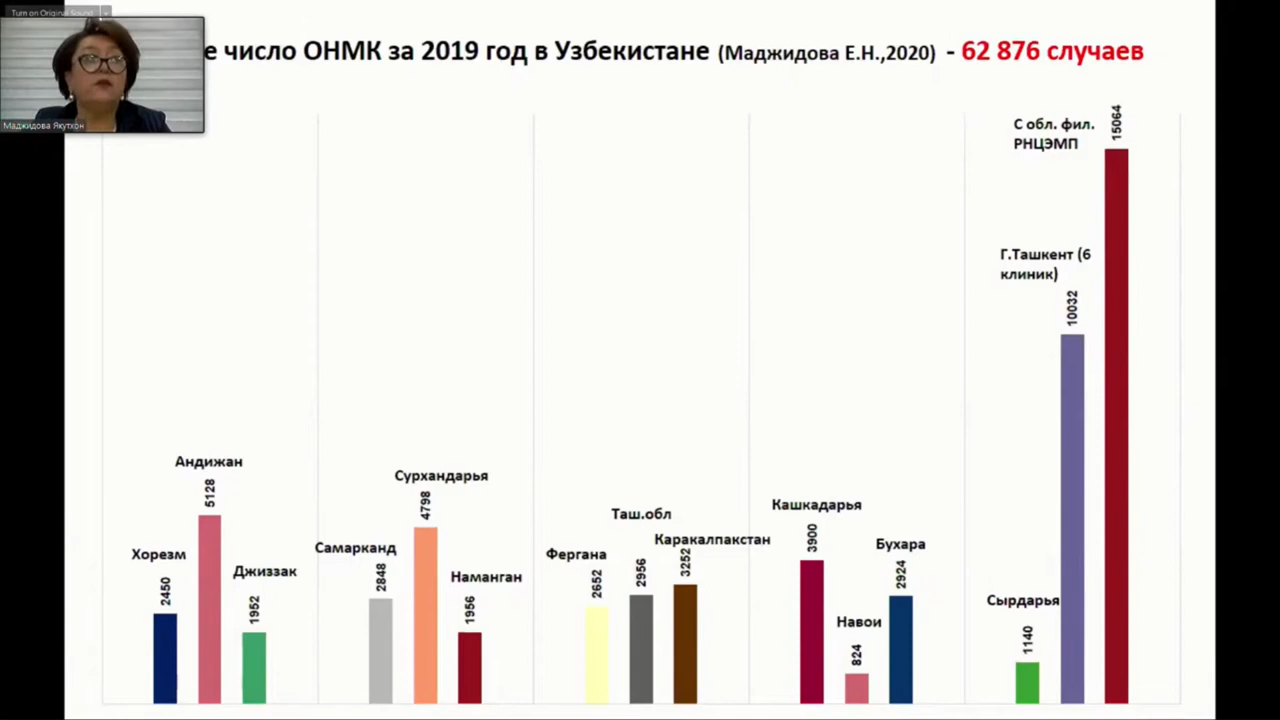 Turn on Original Sound
е число ОНМК за 2019 год в Узбекистане (Маджидова Е.Н.,2020) - 62 876 случаев
Маджидова Якутхон
С обл. фил.
РНЦЭМП
15064
Г.Ташкент (6
клиник)
10032
Андижан
5128
Сурхандарья
4798
Кашкадарья
3900
Таш.обл
2956
Каракалпакстан
3252
Хорезм
2450
Джиззак
1952
Самарканд
2848
Наманган
1956
Фергана
2652
Бухара
2924
Навои
824
Сырдарья
1140